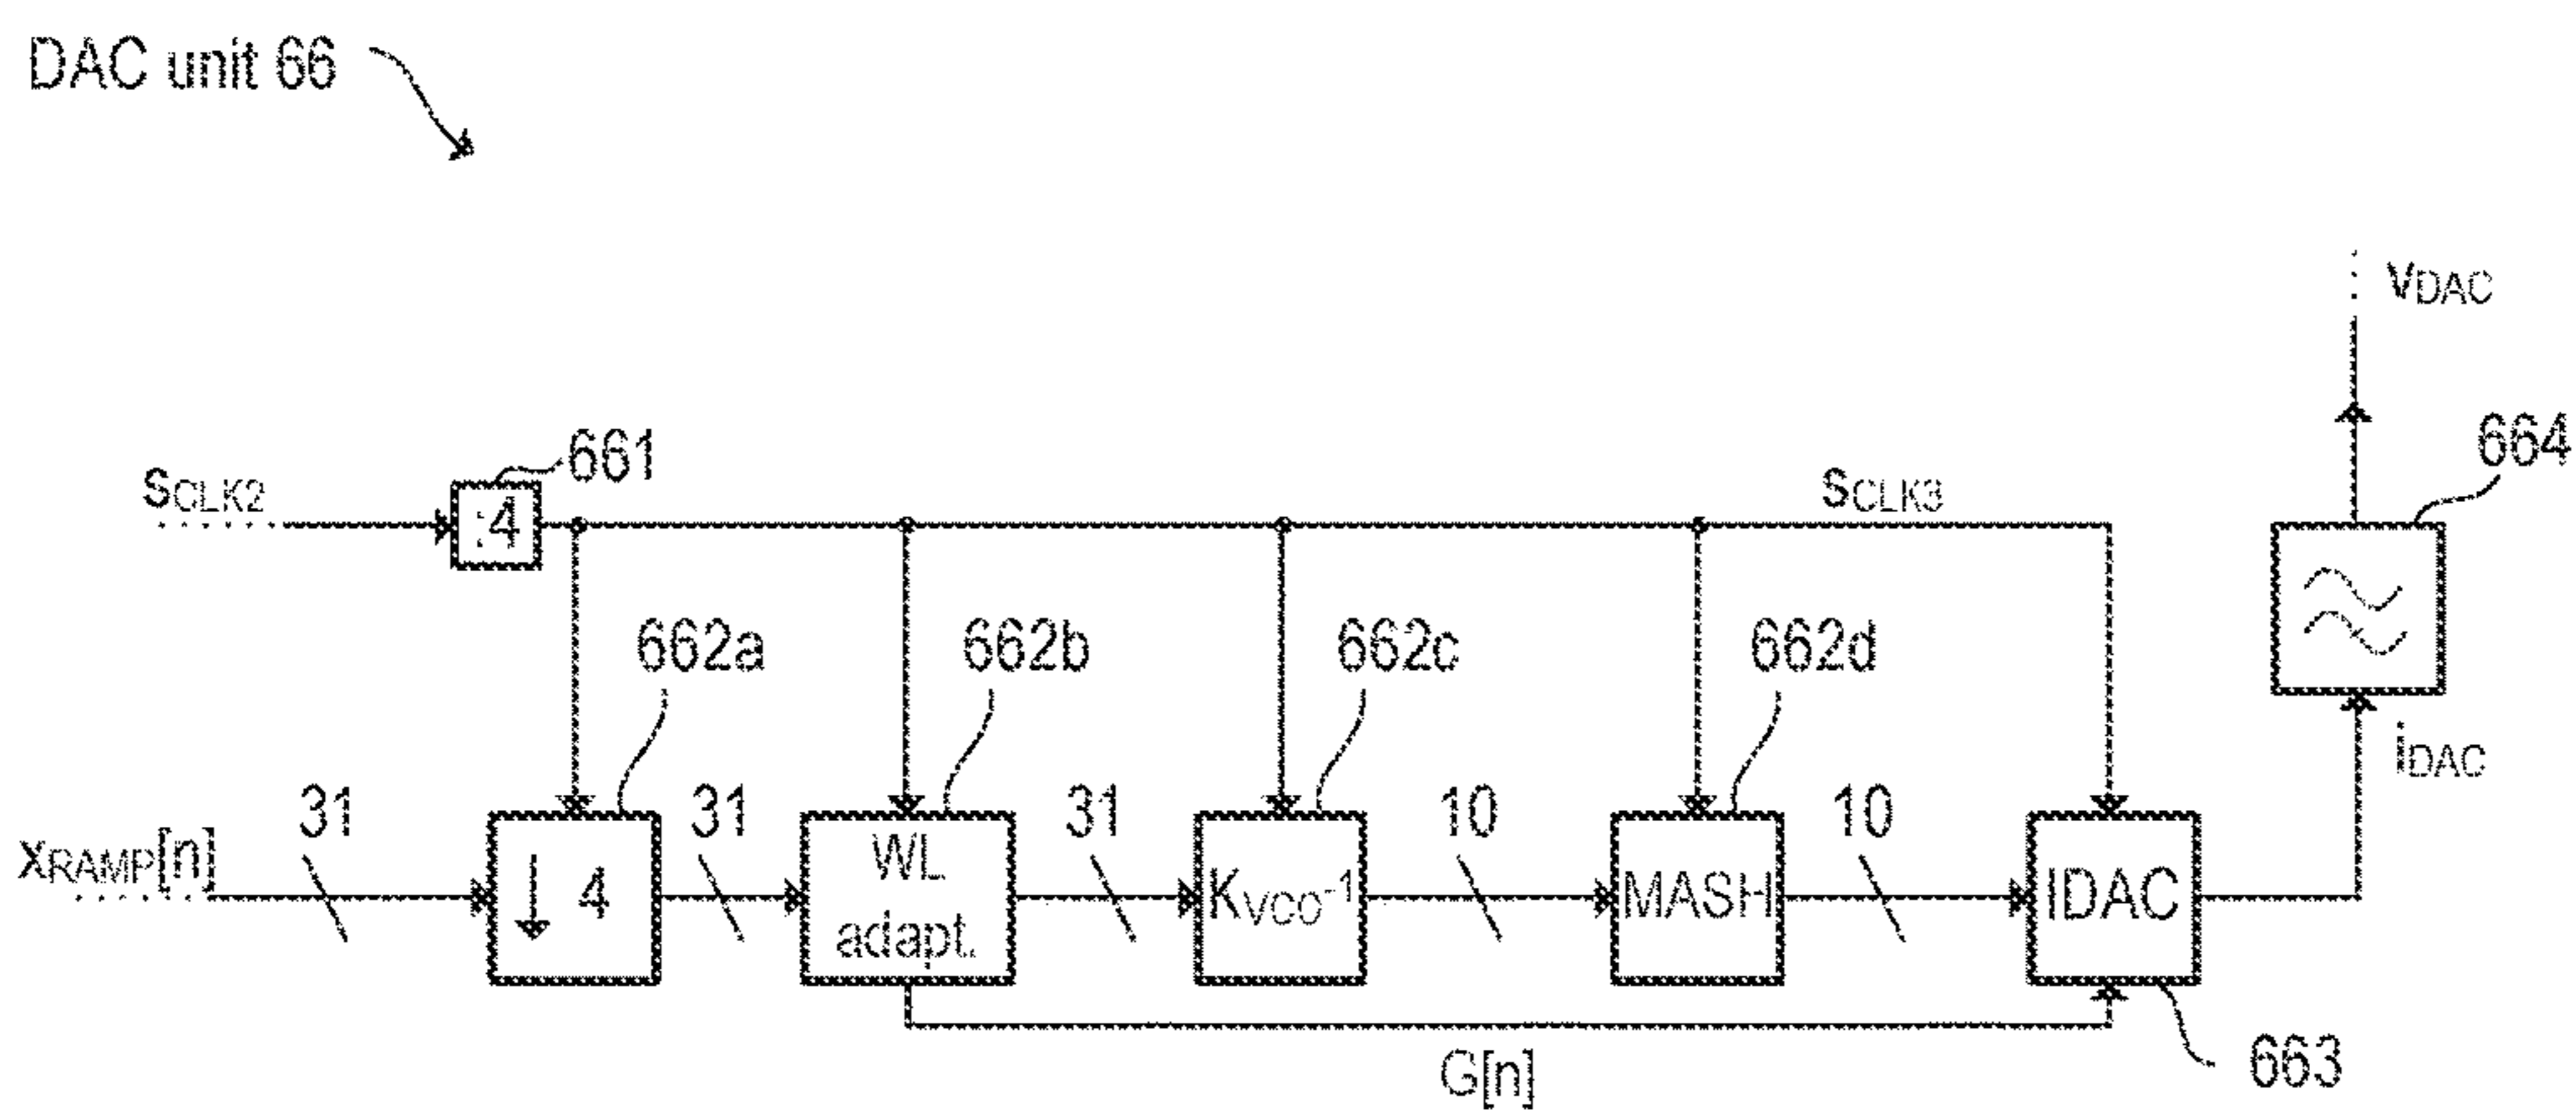 DAC unit 66
vDAC
664
661
sCLK2
:4
sCLK3
662a
662b
662c
662d
iDAC
xRAMP[n]
31
31
31
10
10
↓ 4
WL
adapt.
KVCO⁻¹
MASH
IDAC
G[n]
663